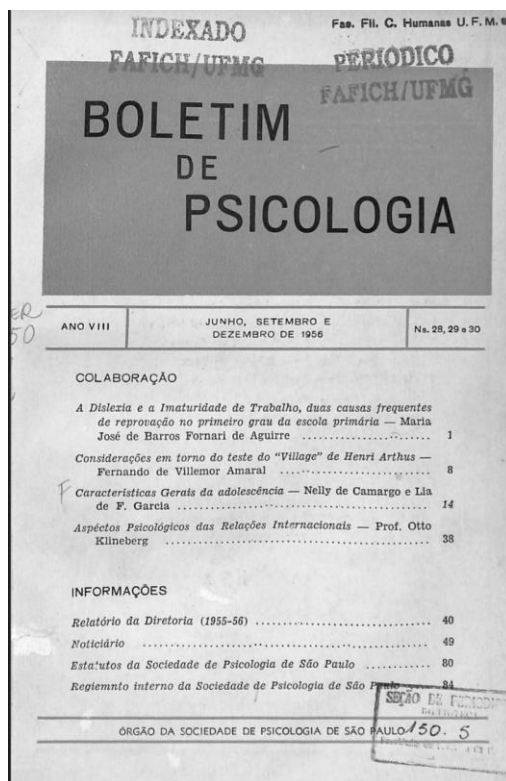 INDEXADO
FAFICH/UFMG
Fac. Fil. C. Humanas U. F. M.
PERIÓDICO
FAFICH/UFMG
BOLETIM
DE
PSICOLOGIA
ANO VIII
JUNHO, SETEMBRO E
DEZEMBRO DE 1956
Ns. 28, 29 e 30
COLABORAÇÃO
A Dislexia e a Imaturidade de Trabalho, duas causas frequentes
de reprovação no primeiro grau da escola primária — Maria
José de Barros Fornari de Aguirre ........................ 1
Considerações em torno do teste do "Village" de Henri Arthus —
Fernando de Villemor Amaral ........................ 8
Características Gerais da adolescência — Nelly de Camargo e Lia
de F. Garcia ........................ 14
Aspéctos Psicológicos das Relações Internacionais — Prof. Otto
Klineberg ........................ 38
INFORMAÇÕES
Relatório da Diretoria (1955-56) ........................ 40
Noticiário ........................ 49
Estatutos da Sociedade de Psicologia de São Paulo ............ 80
Regiemnto interno da Sociedade de Psicologia de São Paulo 84
SEÇÃO DE
ÓRGÃO DA SOCIEDADE DE PSICOLOGIA DE SÃO PAULO
150.5